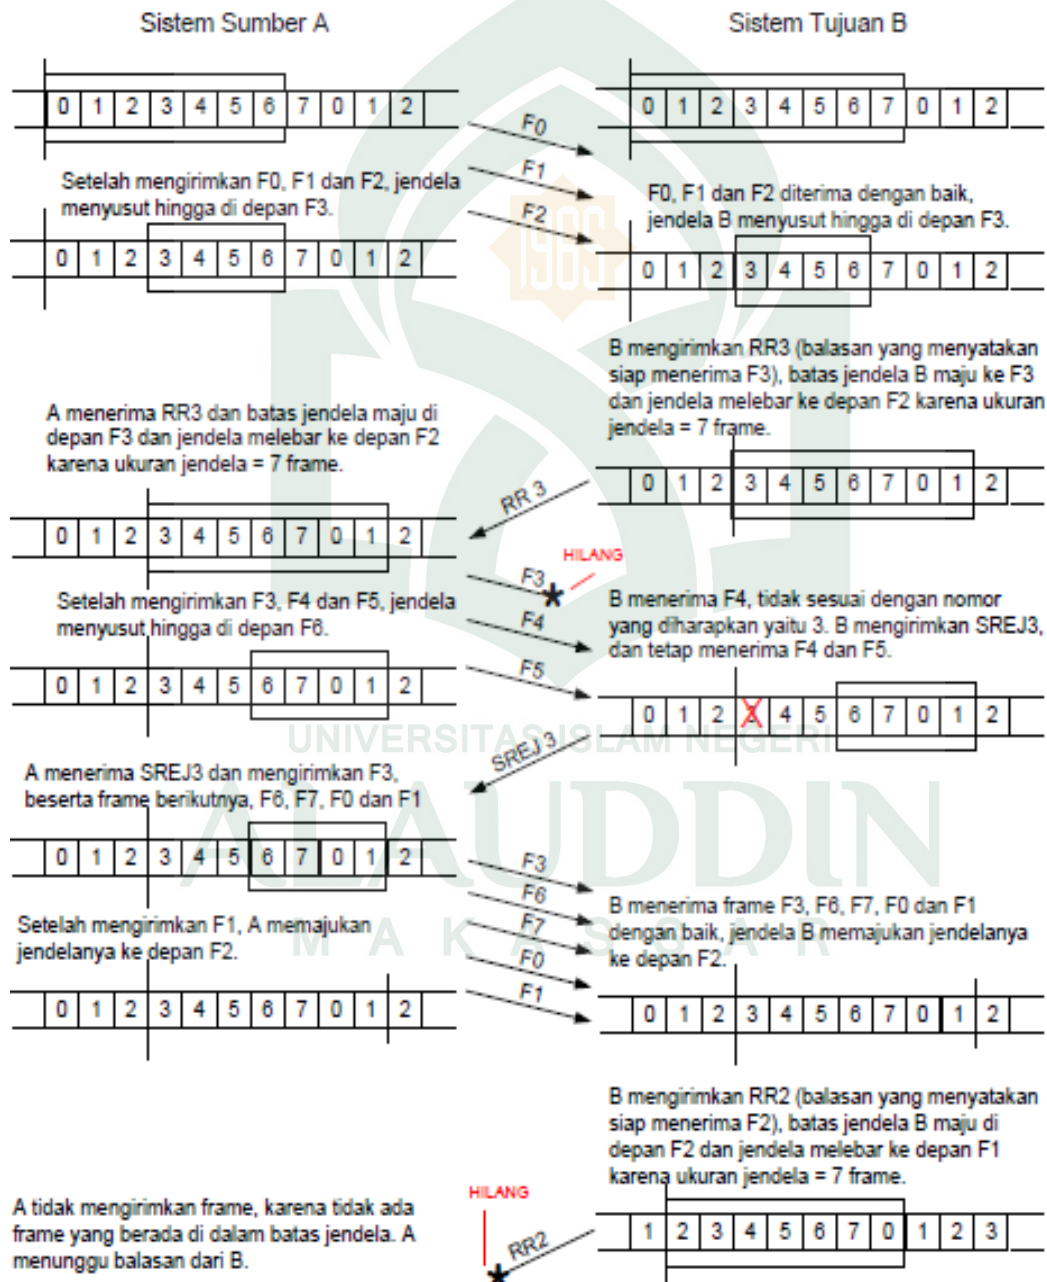 Sistem Sumber A
Sistem Tujuan B
0 1 2 3 4 5 6 7 0 1 2
0 1 2 3 4 5 6 7 0 1 2
F0
F1
F2
Setelah mengirimkan F0, F1 dan F2, jendela
menyusut hingga di depan F3.
F0, F1 dan F2 diterima dengan baik,
jendela B menyusut hingga di depan F3.
0 1 2 3 4 5 6 7 0 1 2
0 1 2 3 4 5 6 7 0 1 2
1965
B mengirimkan RR3 (balasan yang menyatakan
siap menerima F3), batas jendela B maju ke F3
dan jendela melebar ke depan F2 karena ukuran
jendela = 7 frame.
A menerima RR3 dan batas jendela maju di
depan F3 dan jendela melebar ke depan F2
karena ukuran jendela = 7 frame.
0 1 2 3 4 5 6 7 0 1 2
RR 3
0 1 2 3 4 5 6 7 0 1 2
HILANG
F3
F4
F5
Setelah mengirimkan F3, F4 dan F5, jendela
menyusut hingga di depan F6.
B menerima F4, tidak sesuai dengan nomor
yang diharapkan yaitu 3. B mengirimkan SREJ3,
dan tetap menerima F4 dan F5.
0 1 2 3 4 5 6 7 0 1 2
0 1 2 3 4 5 6 7 0 1 2
UNIVERSITAS ISLAM NEGERI
SREJ 3
A menerima SREJ3 dan mengirimkan F3,
beserta frame berikutnya, F6, F7, F0 dan F1
ALAUDDIN
0 1 2 3 4 5 6 7 0 1 2
F3
F6
F7
F0
F1
Setelah mengirimkan F1, A memajukan
jendelanya ke depan F2.
B menerima frame F3, F6, F7, F0 dan F1
dengan baik, jendela B memajukan jendelanya
ke depan F2.
MAKASSAR
0 1 2 3 4 5 6 7 0 1 2
0 1 2 3 4 5 6 7 0 1 2
B mengirimkan RR2 (balasan yang menyatakan
siap menerima F2), batas jendela B maju di
depan F2 dan jendela melebar ke depan F1
karena ukuran jendela = 7 frame.
A tidak mengirimkan frame, karena tidak ada
frame yang berada di dalam batas jendela. A
menunggu balasan dari B.
HILANG
RR2
1 2 3 4 5 6 7 0 1 2 3